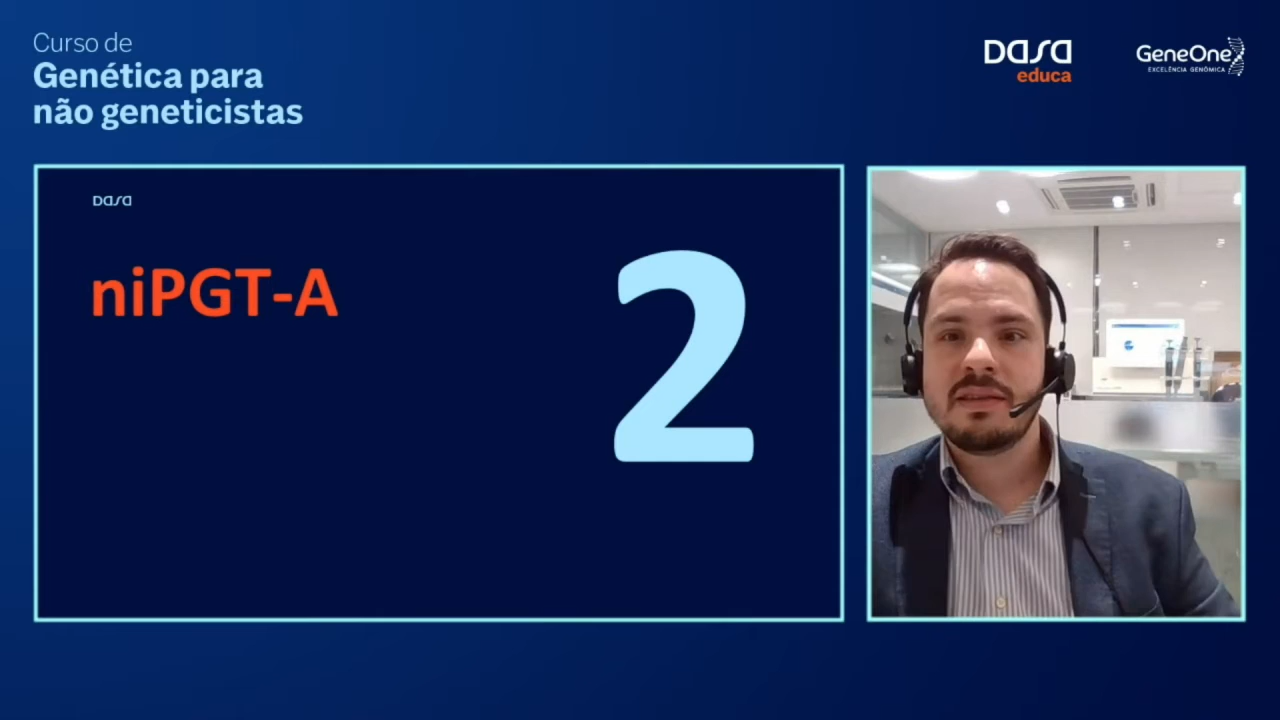 Curso de
Genética para
não geneticistas
Dasa
educa
GeneOne
EXCELÊNCIA GENÔMICA
Dasa
niPGT-A
2